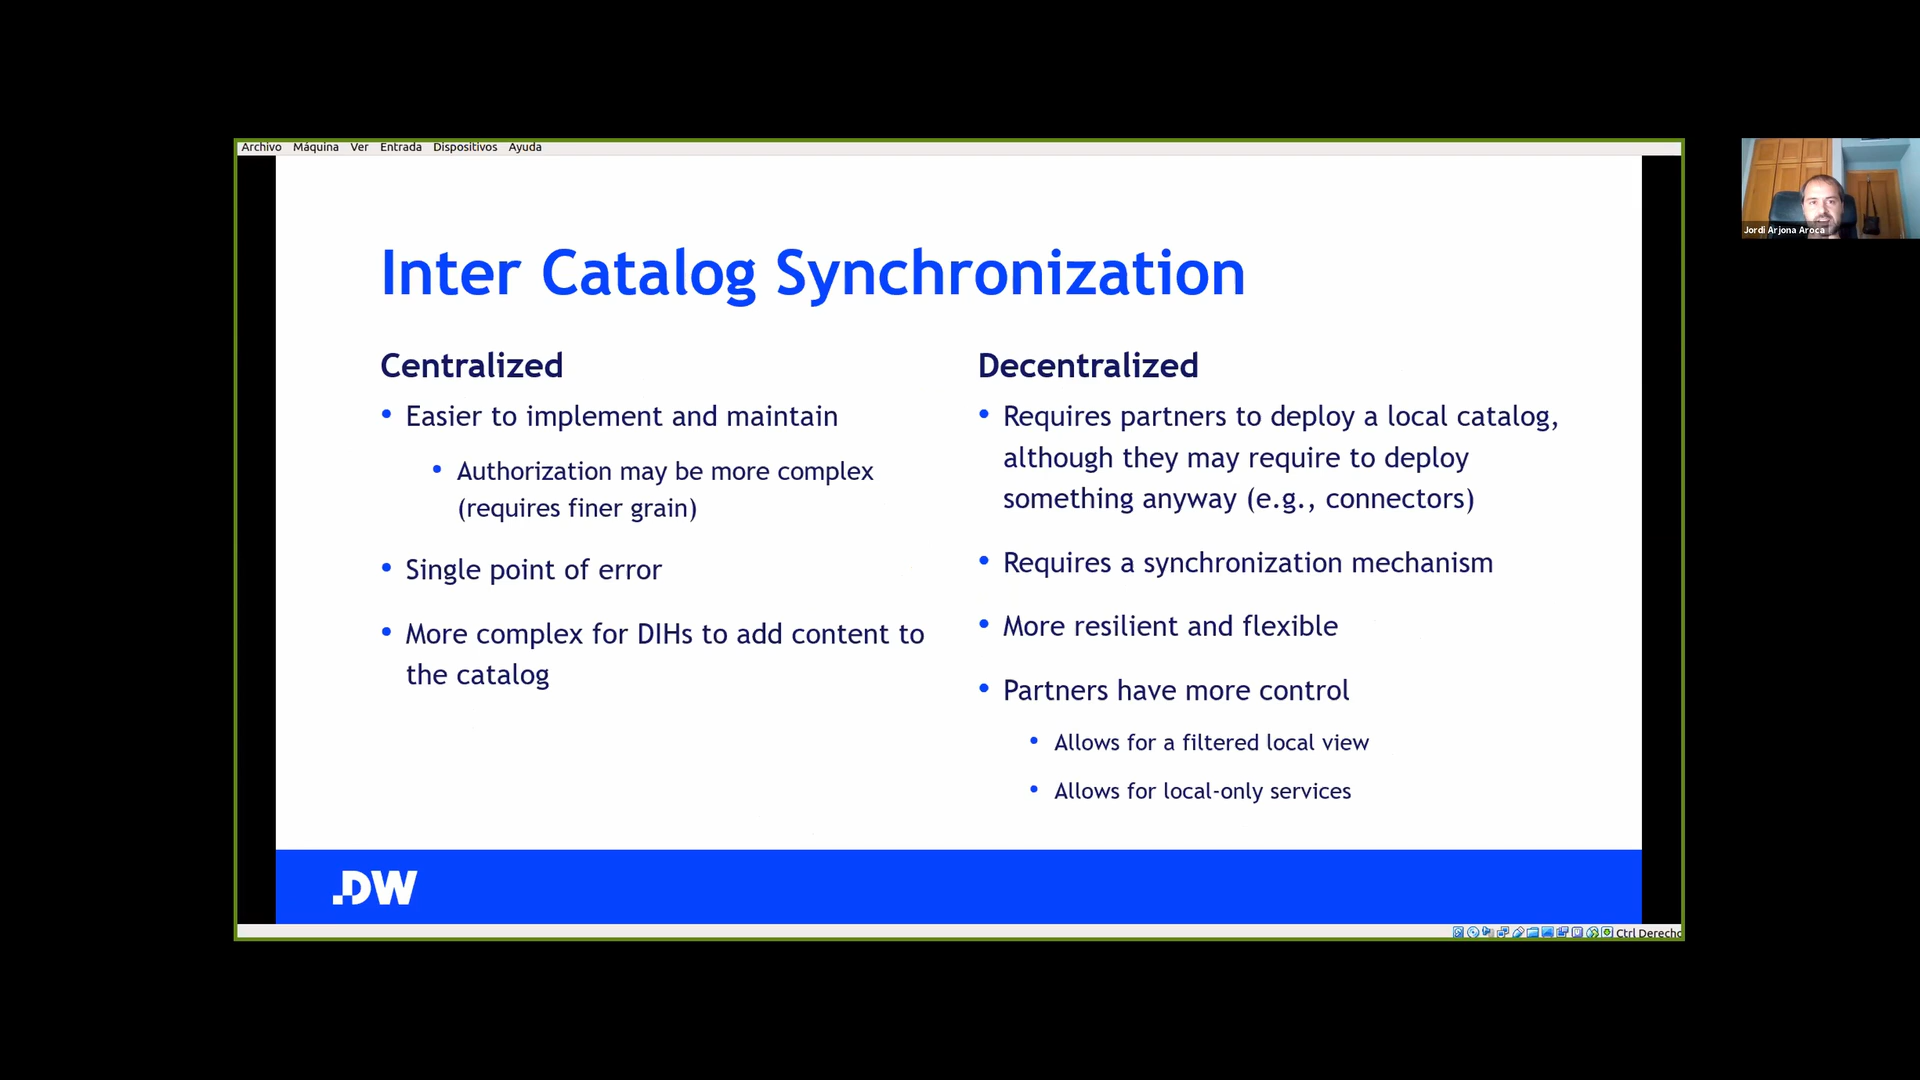 Archivo Máquina Ver Entrada Dispositivos Ayuda
Inter Catalog Synchronization
Centralized
• Easier to implement and maintain
• Authorization may be more complex
(requires finer grain)
• Single point of error
• More complex for DIHs to add content to
the catalog
Decentralized
• Requires partners to deploy a local catalog,
although they may require to deploy
something anyway (e.g., connectors)
• Requires a synchronization mechanism
• More resilient and flexible
• Partners have more control
• Allows for a filtered local view
• Allows for local-only services
.DW
Ctrl Derecho
Jordi Arjona Aroca